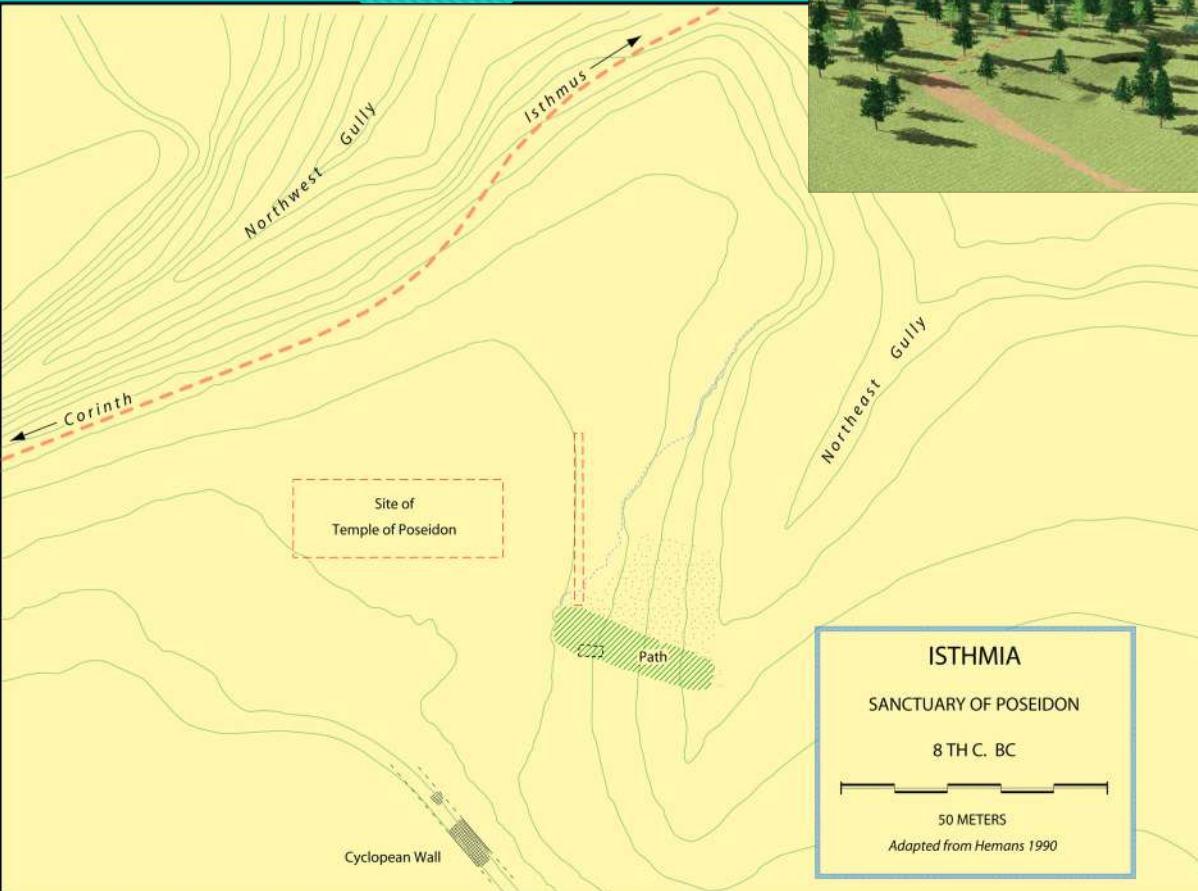 Isthmus
Northwest Gully
Corinth
Northeast Gully
Site of
Temple of Poseidon
Path
Cyclopean Wall
ISTHMIA
SANCTUARY OF POSEIDON
8 TH C. BC
50 METERS
Adapted from Hemans 1990